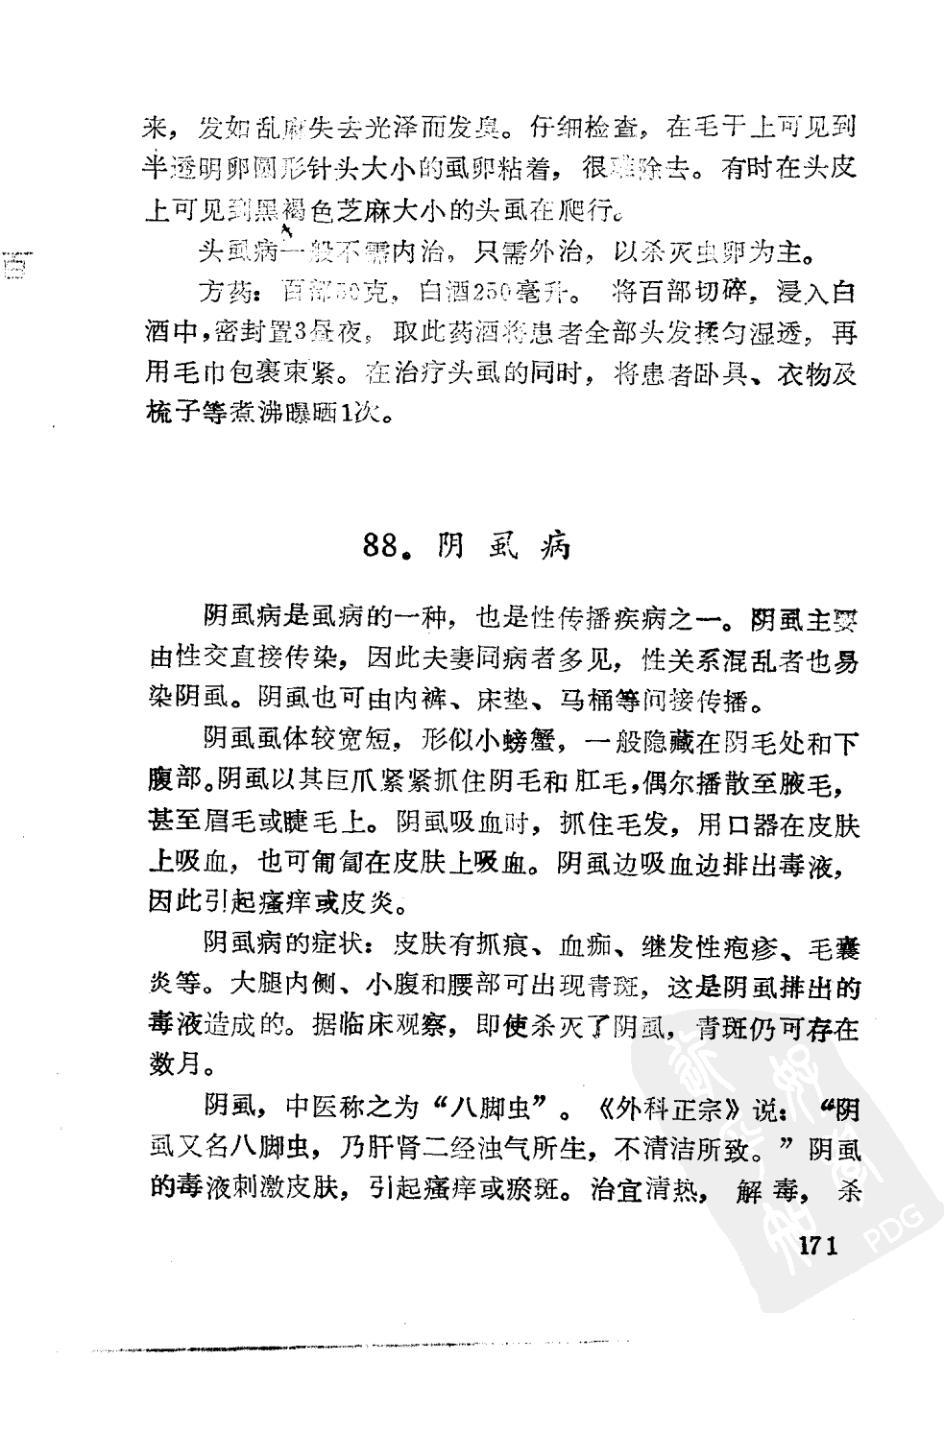 来，发如乱麻失去光泽而发臭。仔细检查，在毛干上可见到
半透明卵圆形针头大小的虱卵粘着，很难除去。有时在头皮
上可见到黑褐色芝麻大小的头虱在爬行。
头虱病一般不需内治，只需外治，以杀灭虫卵为主。
百
方药：百部50克，白酒250毫升。 将百部切碎，浸入白
酒中，密封置3昼夜。取此药酒将患者全部头发揉匀湿透，再
用毛巾包裹束紧。在治疗头虱的同时，将患者卧具、衣物及
梳子等煮沸曝晒1次。
88。阴虱病
阴虱病是虱病的一种，也是性传播疾病之一。阴虱主要
由性交直接传染，因此夫妻同病者多见，性关系混乱者也易
染阴虱。阴虱也可由内裤、床垫、马桶等间接传播。
阴虱虱体较宽短，形似小螃蟹，一般隐藏在阴毛处和下
腹部。阴虱以其巨爪紧紧抓住阴毛和肛毛，偶尔播散至腋毛，
甚至眉毛或睫毛上。阴虱吸血时，抓住毛发，用口器在皮肤
上吸血，也可匍匐在皮肤上吸血。阴虱边吸血边排出毒液，
因此引起瘙痒或皮炎。
阴虱病的症状：皮肤有抓痕、血痂、继发性疱疹、毛囊
炎等。大腿内侧、小腹和腰部可出现青斑，这是阴虱排出的
毒液造成的。据临床观察，即使杀灭了阴虱，青斑仍可存在
数月。
阴虱，中医称之为“八脚虫”。《外科正宗》说：“阴
虱又名八脚虫，乃肝肾二经浊气所生，不清洁所致。”阴虱
的毒液刺激皮肤，引起瘙痒或瘀斑。治宜清热，解毒，杀
171
PDG